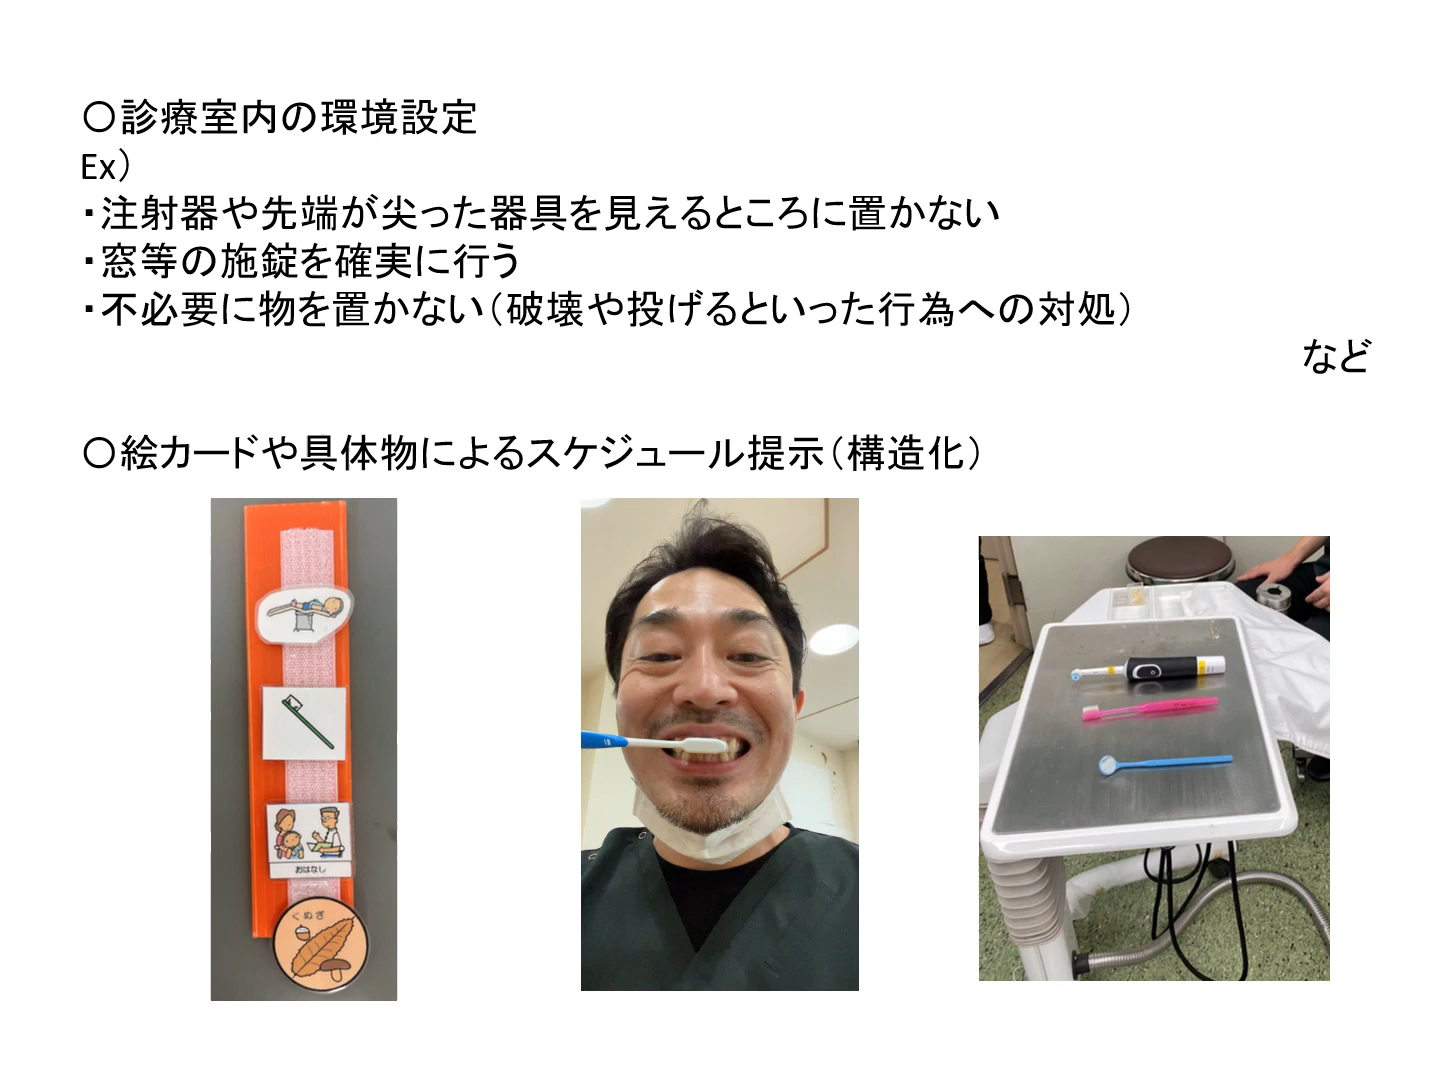 ○診療室内の環境設定
Ex）
・注射器や先端が尖った器具を見えるところに置かない
・窓等の施錠を確実に行う
・不必要に物を置かない（破壊や投げるといった行為への対処）
など
○絵カードや具体物によるスケジュール提示（構造化）
おはなし
くぬぎ